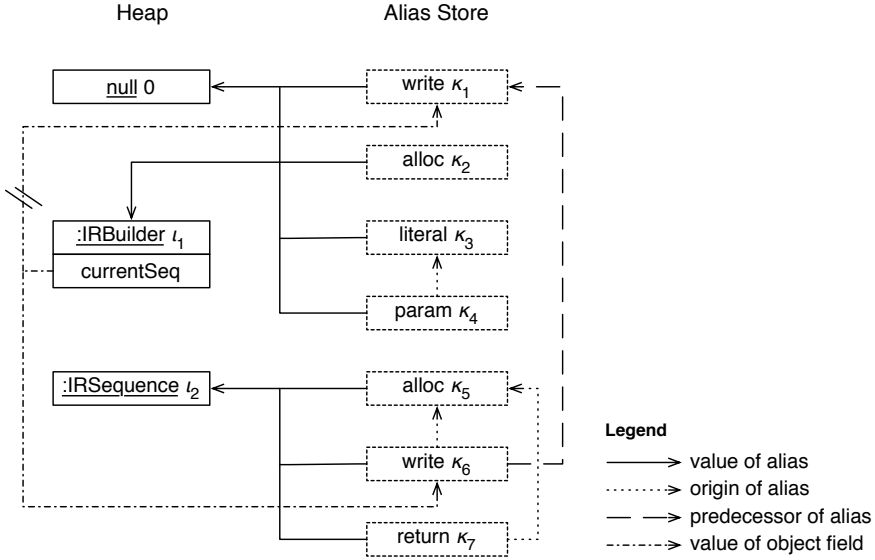 Heap
Alias Store
null 0
write κ₁
alloc κ₂
:IRBuilder ι₁
currentSeq
literal κ₃
param κ₄
:IRSequence ι₂
alloc κ₅
write κ₆
return κ₇
Legend
value of alias
origin of alias
predecessor of alias
value of object field